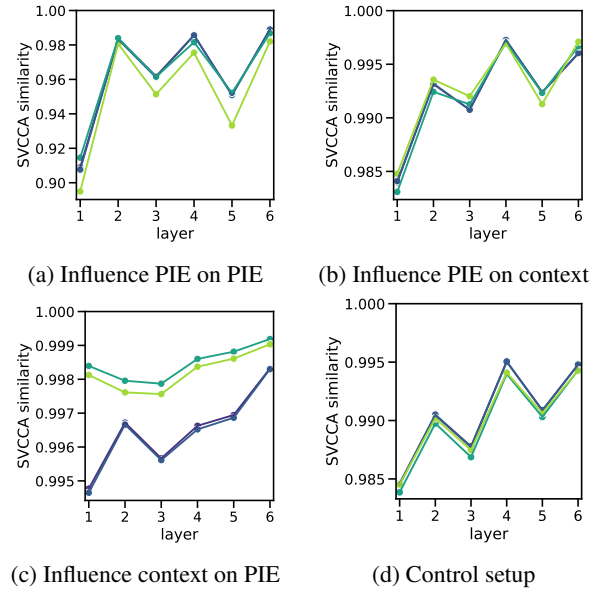 1.00
0.98
0.96
0.94
0.92
0.90
SVCCA similarity
1 2 3 4 5 6
layer
(a) Influence PIE on PIE
1.000
0.995
0.990
0.985
SVCCA similarity
1 2 3 4 5 6
layer
(b) Influence PIE on context
1.000
0.999
0.998
0.997
0.996
0.995
SVCCA similarity
1 2 3 4 5 6
layer
(c) Influence context on PIE
1.000
0.995
0.990
0.985
SVCCA similarity
1 2 3 4 5 6
layer
(d) Control setup